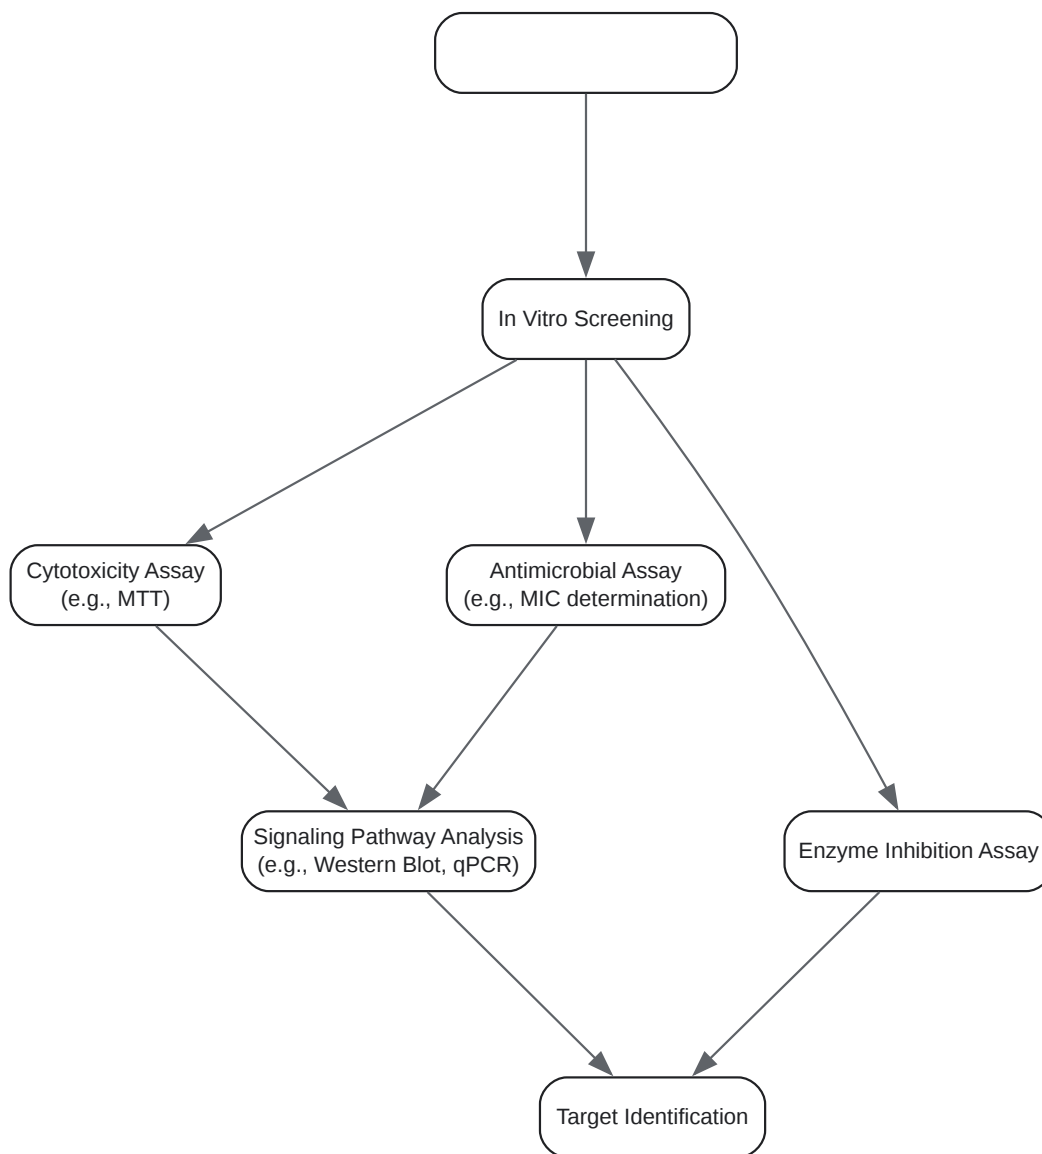 In Vitro Screening
Cytotoxicity Assay
(e.g., MTT)
Antimicrobial Assay
(e.g., MIC determination)
Signaling Pathway Analysis
(e.g., Western Blot, qPCR)
Enzyme Inhibition Assay
Target Identification